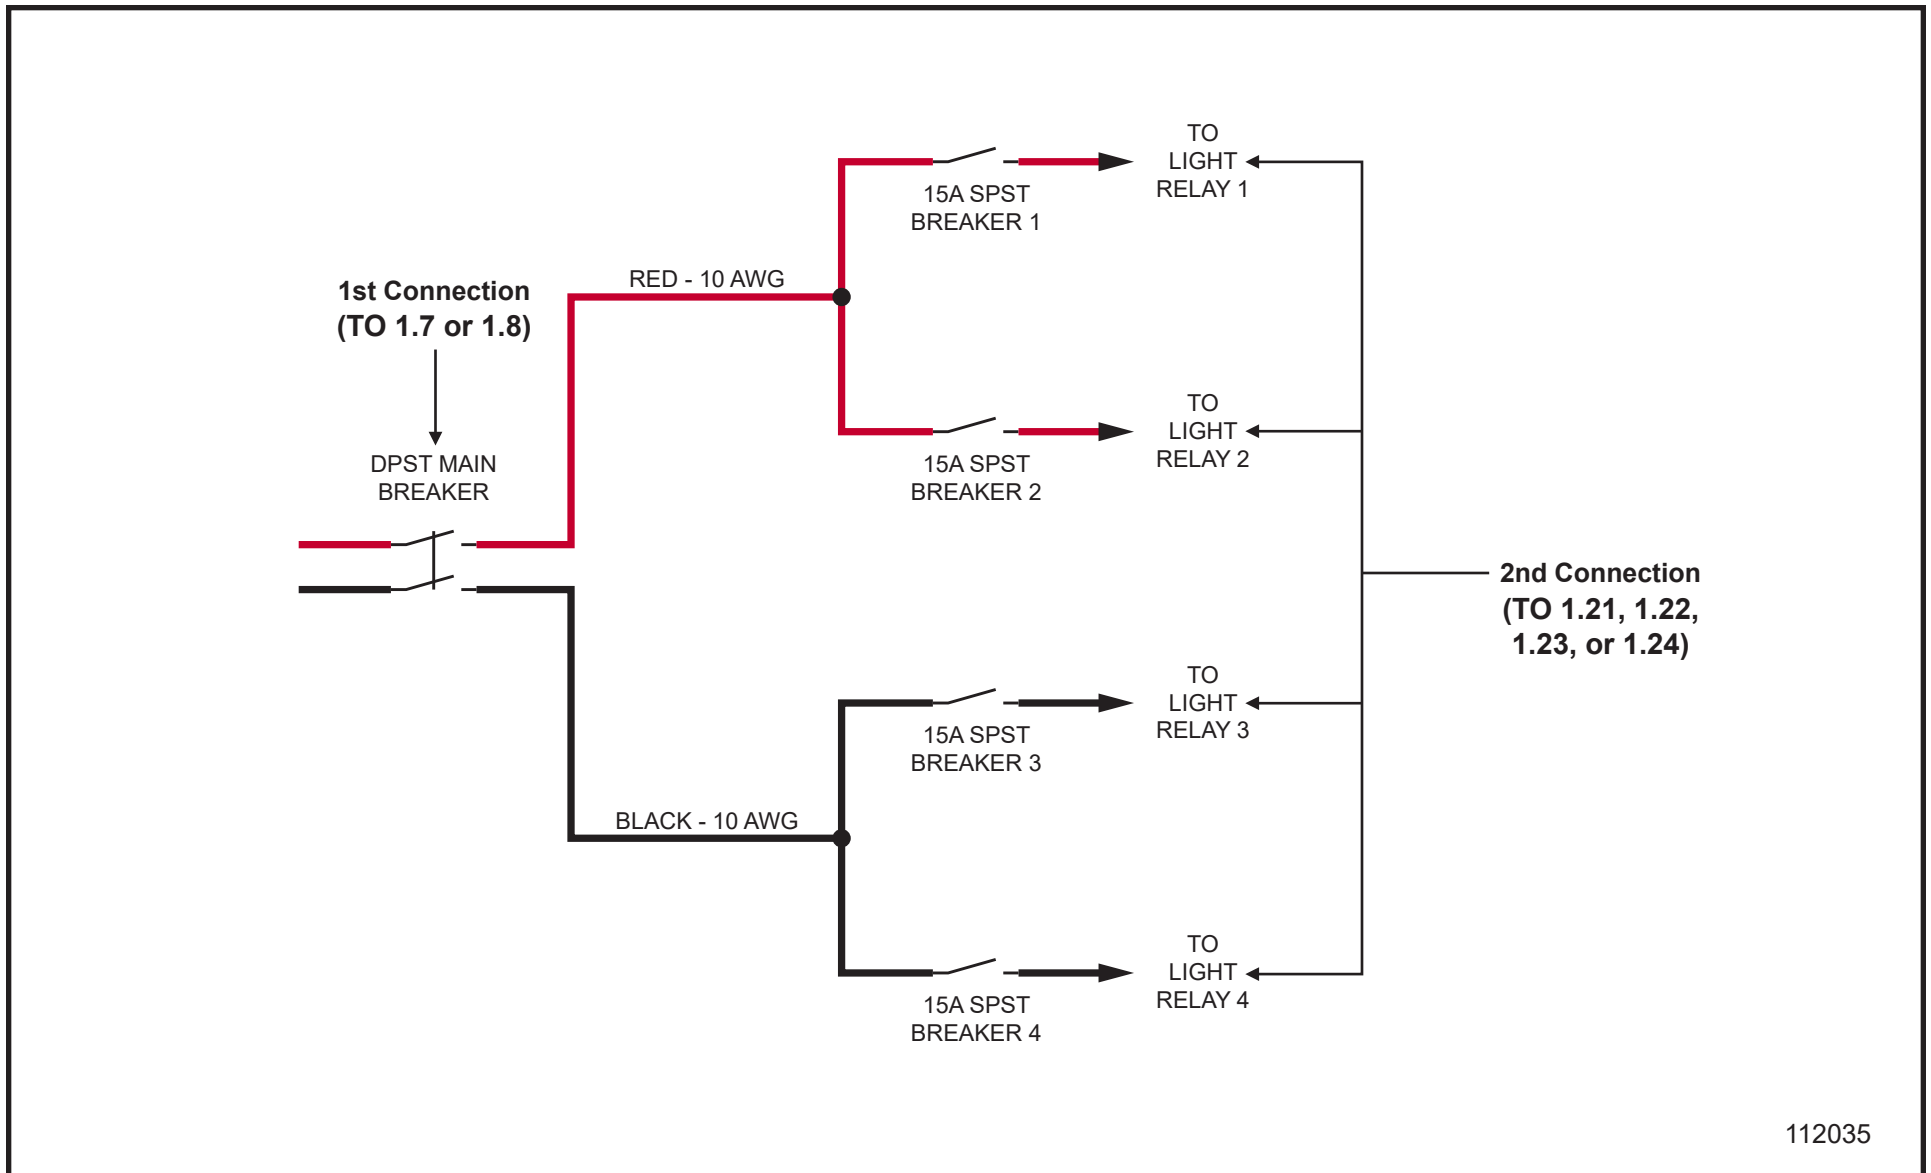 TO
LIGHT
RELAY 1
15A SPST
BREAKER 1
RED - 10 AWG
1st Connection
(TO 1.7 or 1.8)
TO
LIGHT
RELAY 2
15A SPST
BREAKER 2
DPST MAIN
BREAKER
2nd Connection
(TO 1.21, 1.22,
1.23, or 1.24)
TO
LIGHT
RELAY 3
15A SPST
BREAKER 3
BLACK - 10 AWG
TO
LIGHT
RELAY 4
15A SPST
BREAKER 4
112035